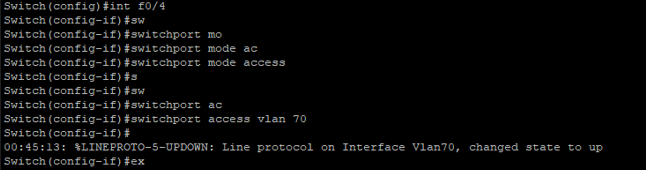 Switch(config)#int f0/4
Switch(config-if)#sw
Switch(config-if)#switchport mo
Switch(config-if)#switchport mode ac
Switch(config-if)#switchport mode access
Switch(config-if)#s
Switch(config-if)#sw
Switch(config-if)#switchport ac
Switch(config-if)#switchport access vlan 70
Switch(config-if)#
00:45:13: %LINEPROTO-5-UPDOWN: Line protocol on Interface Vlan70, changed state to up
Switch(config-if)#ex